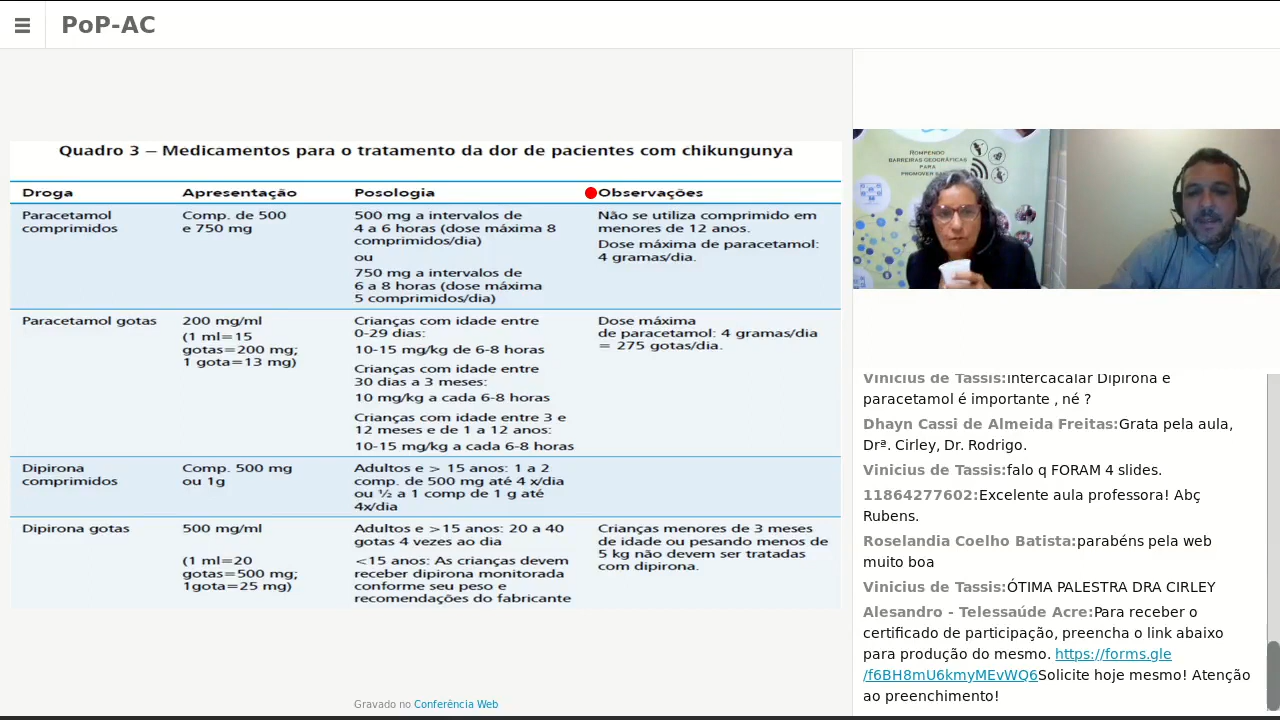 PoP-AC
Quadro 3 – Medicamentos para o tratamento da dor de pacientes com chikungunya
Droga
Apresentação
Posologia
Observações
Paracetamol
comprimidos
Comp. de 500
e 750 mg
500 mg a intervalos de
4 a 6 horas (dose máxima 8
comprimidos/dia)
ou
750 mg a intervalos de
6 a 8 horas (dose máxima
5 comprimidos/dia)
Não se utiliza comprimido em
menores de 12 anos.
Dose máxima de paracetamol:
4 gramas/dia.
Paracetamol gotas
200 mg/ml
(1 ml=15
gotas=200 mg;
1 gota=13 mg)
Crianças com idade entre
0-29 dias:
10-15 mg/kg de 6-8 horas
Crianças com idade entre
30 dias a 3 meses:
10 mg/kg a cada 6-8 horas
Crianças com idade entre 3 e
12 meses e de 1 a 12 anos:
10-15 mg/kg a cada 6-8 horas
Dose máxima
de paracetamol: 4 gramas/dia
= 275 gotas/dia.
Dipirona
comprimidos
Comp. 500 mg
ou 1g
Adultos e > 15 anos: 1 a 2
comp. de 500 mg até 4 x/dia
ou ½ a 1 comp de 1 g até
4x/dia
Dipirona gotas
500 mg/ml
(1 ml=20
gotas=500 mg;
1gota=25 mg)
Adultos e >15 anos: 20 a 40
gotas 4 vezes ao dia
<15 anos: As crianças devem
receber dipirona monitorada
conforme seu peso e
recomendações do fabricante
Crianças menores de 3 meses
de idade ou pesando menos de
5 kg não devem ser tratadas
com dipirona.
Gravado no Conferência Web
Rompendo
barreiras geográficas
para
Vinicius de Tassis:Intercacalar Dipirona e
paracetamol é importante , né ?
Dhayn Cassi de Almeida Freitas:Grata pela aula,
Drª. Cirley, Dr. Rodrigo.
Vinicius de Tassis:falo q FORAM 4 slides.
11864277602:Excelente aula professora! Abç
Rubens.
Roselandia Coelho Batista:parabéns pela web
muito boa
Vinicius de Tassis:ÓTIMA PALESTRA DRA CIRLEY
Alesandro - Telessaúde Acre:Para receber o
certificado de participação, preencha o link abaixo
para produção do mesmo. https://forms.gle
/f6BH8mU6kmyMEvWQ6Solicite hoje mesmo! Atenção
ao preenchimento!